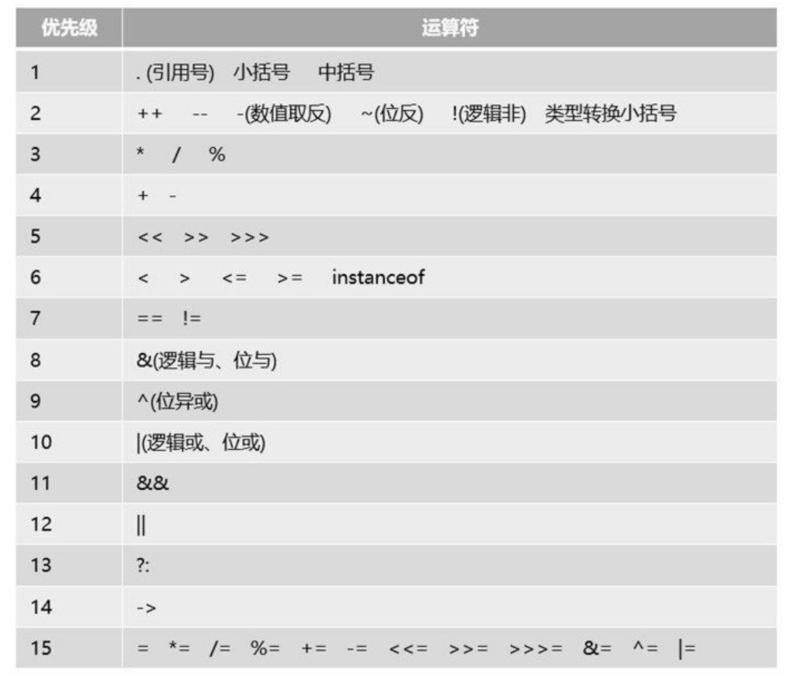 优先级 运算符
1 . (引用号) 小括号 中括号
2 ++ -- -(数值取反) ~(位反) !(逻辑非) 类型转换小括号
3 * / %
4 + -
5 << >> >>>
6 < > <= >= instanceof
7 == !=
8 &(逻辑与、位与)
9 ^(位异或)
10 |(逻辑或、位或)
11 &&
12 ||
13 ?:
14 ->
15 = *= /= %= += -= <<= >>= >>>= &= ^= |=